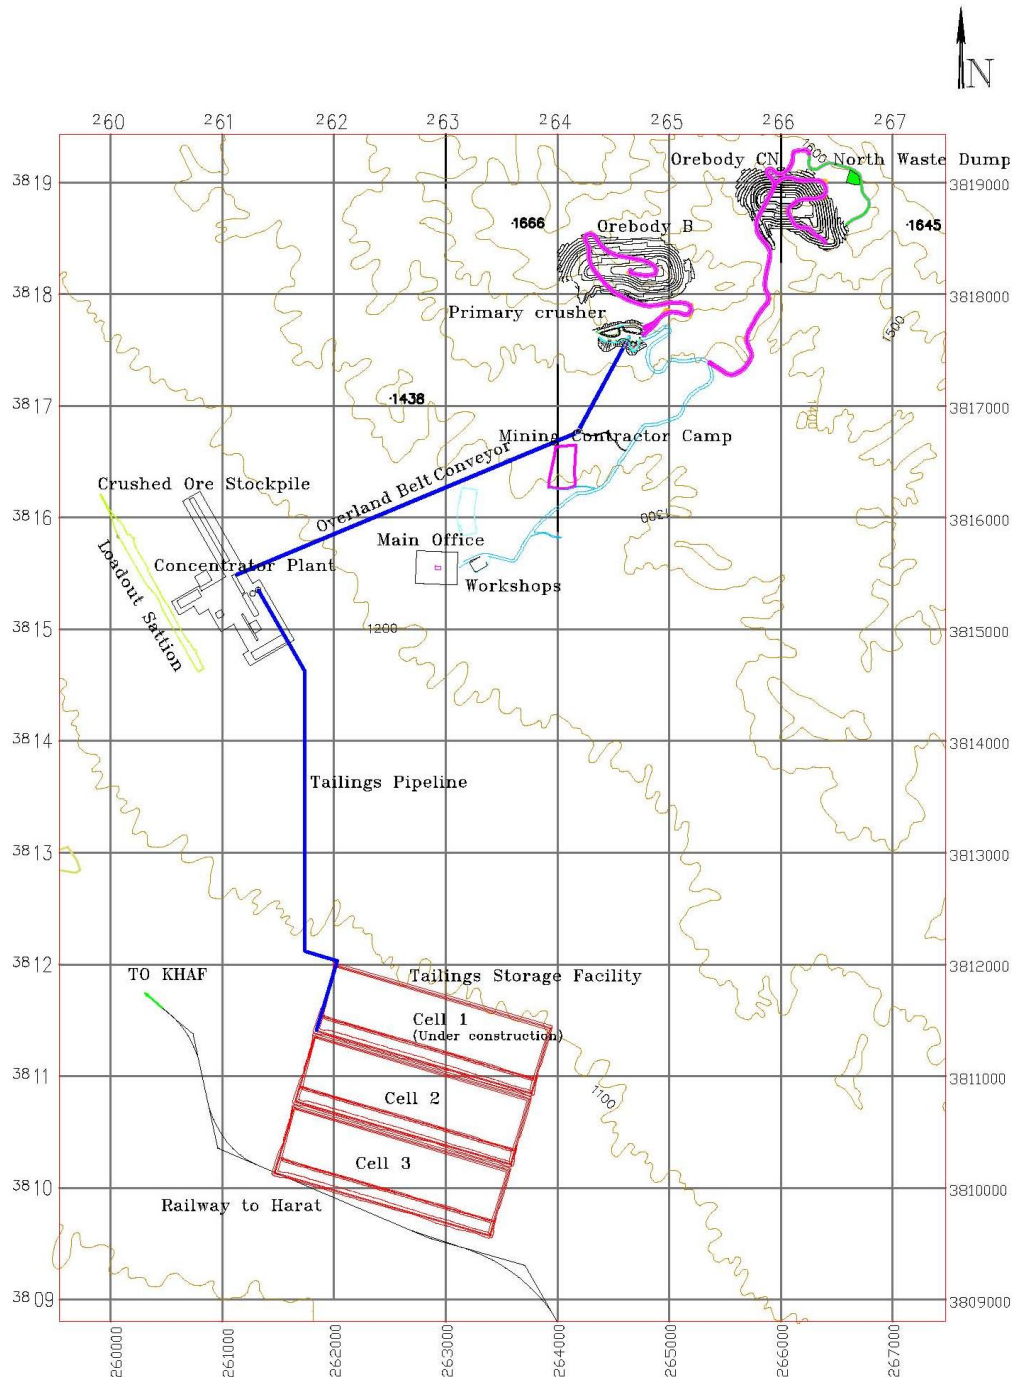 N
260 261 262 263 264 265 266 267
1600
Orebody CN North Waste Dump
3819 3819000
·1666 Orebody B ·1645
3818 3818000
Primary crusher
1500
·1438
3817 3817000
1400
Mining Contractor Camp
Overland Belt Conveyor
Crushed Ore Stockpile
3816 1300 3816000
Main Office
Loadout Sattion
Concentrator Plant
Workshops
3815 1200 3815000
3814 3814000
Tailings Pipeline
3813 3813000
3812 3812000
TO KHAF Tailings Storage Facility
Cell 1
(Under construction)
3811 3811000
Cell 2 1100
Cell 3
3810 3810000
Railway to Harat
3809 3809000
260000 261000 262000 263000 264000 265000 266000 267000